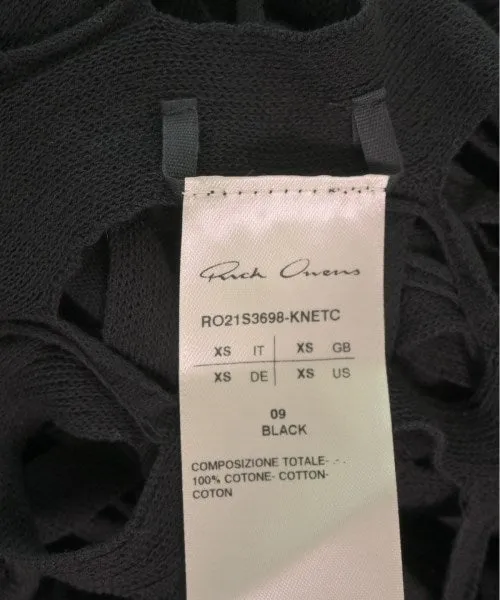 Rick Owens
RO21S3698-KNETC
XS IT XS GB
XS DE XS US
09
BLACK
COMPOSIZIONE TOTALE-
100% COTONE- COTTON-
COTON